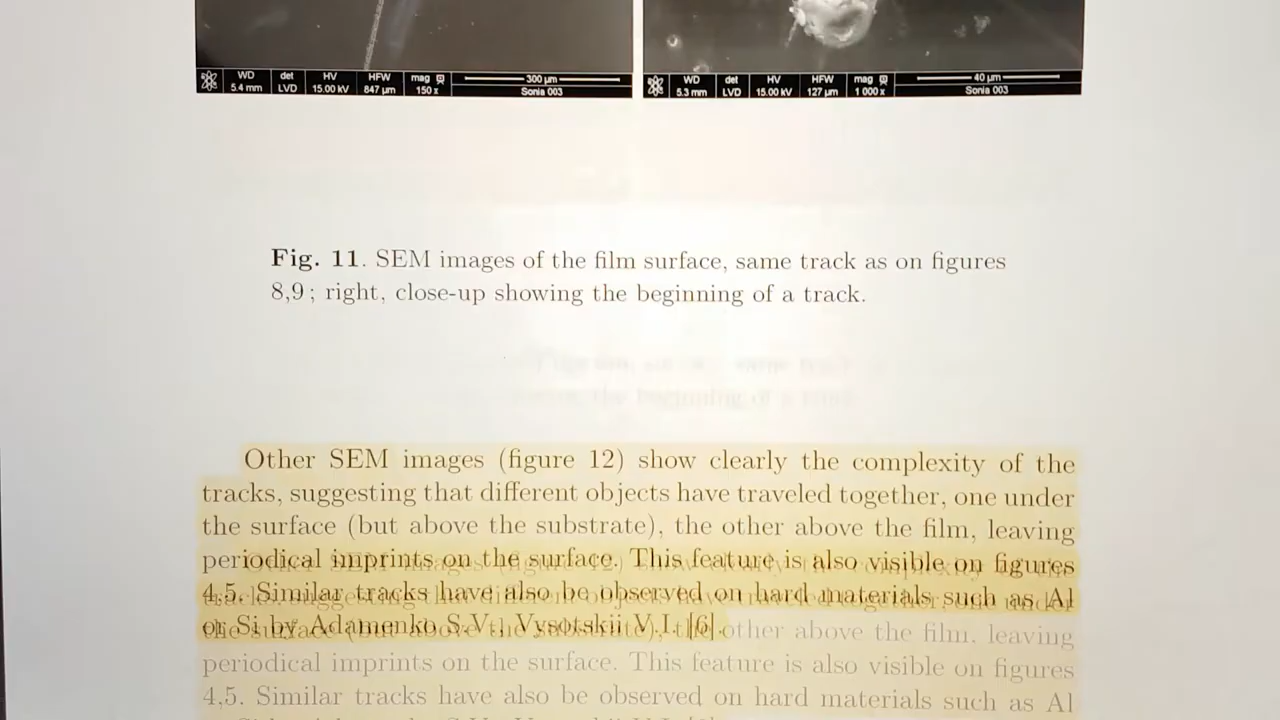 WD det HV HFW mag 300 µm
5.4 mm LVD 15.00 kV 847 µm 150 x Sonia 003
WD det HV HFW mag 40 µm
5.3 mm LVD 15.00 kV 127 µm 1 000 x Sonia 003
Fig. 11. SEM images of the film surface, same track as on figures
8,9; right, close-up showing the beginning of a track.
Other SEM images (figure 12) show clearly the complexity of the
tracks, suggesting that different objects have traveled together, one under
the surface (but above the substrate), the other above the film, leaving
periodical imprints on the surface. This feature is also visible on figures
4,5. Similar tracks have also be observed on hard materials such as Al
or Si by Adamenko S.V., Vysotskii V.I. [6].
other above the film. leaving
periodical imprints on the surface. This feature is also visible on figures
4,5. Similar tracks have also be observed on hard materials such as Al